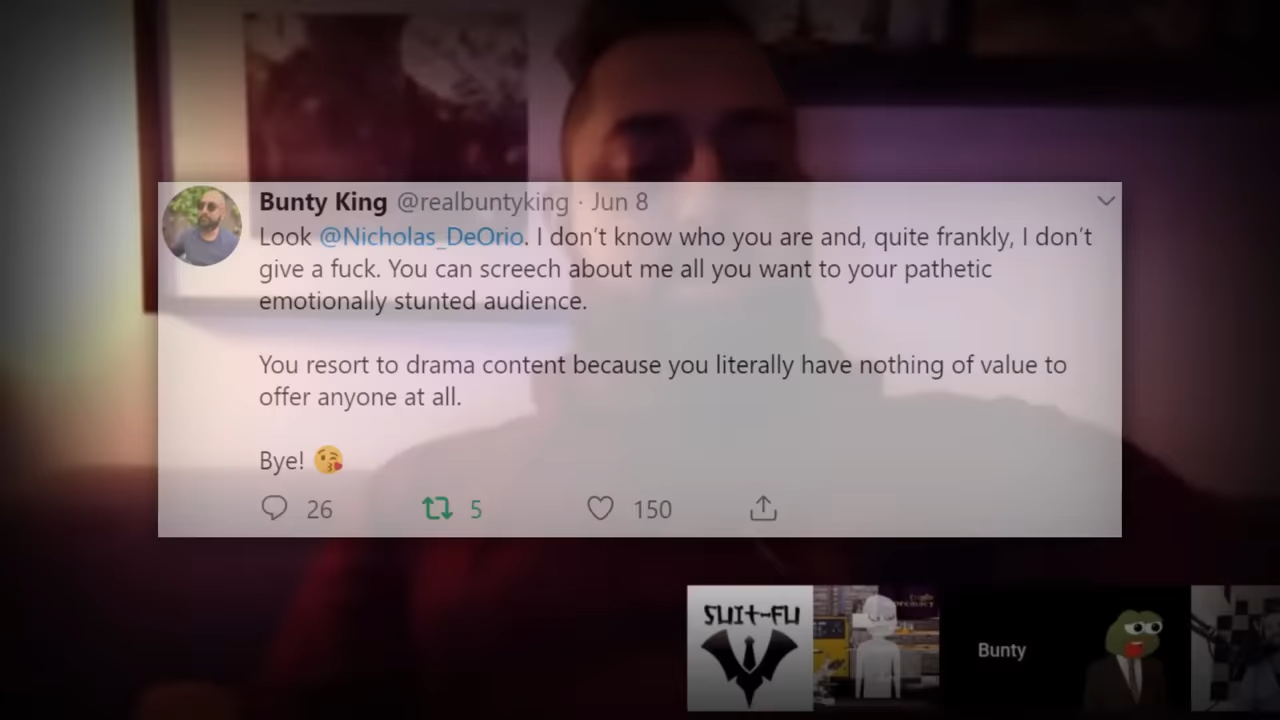 Bunty King @realbuntyking · Jun 8
Look @Nicholas_DeOrio. I don’t know who you are and, quite frankly, I don’t
give a fuck. You can screech about me all you want to your pathetic
emotionally stunted audience.
You resort to drama content because you literally have nothing of value to
offer anyone at all.
Bye! 😘
26 5 150
SUIT-FU
Bunty